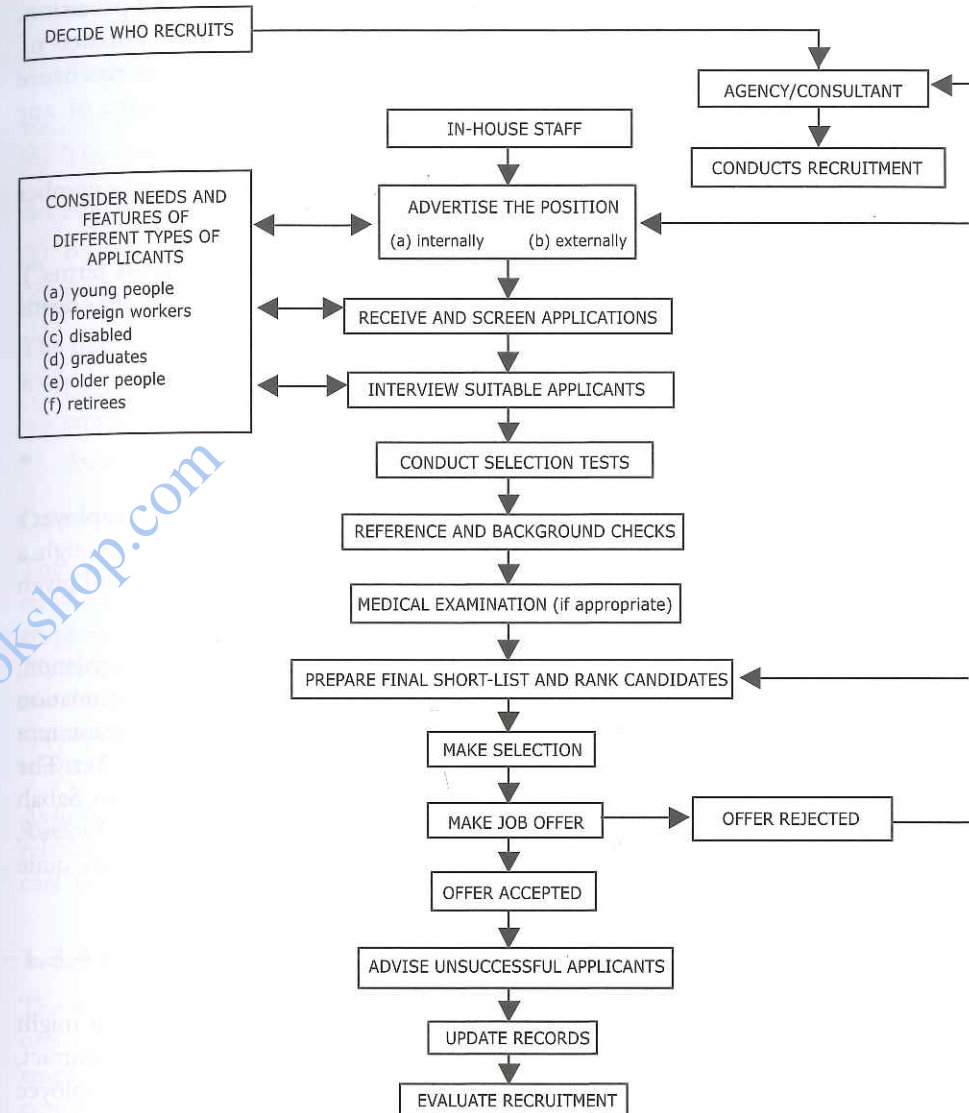 DECIDE WHO RECRUITS
AGENCY/CONSULTANT
CONDUCTS RECRUITMENT
IN-HOUSE STAFF
ADVERTISE THE POSITION
(a) internally (b) externally
CONSIDER NEEDS AND
FEATURES OF
DIFFERENT TYPES OF
APPLICANTS
(a) young people
(b) foreign workers
(c) disabled
(d) graduates
(e) older people
(f) retirees
RECEIVE AND SCREEN APPLICATIONS
INTERVIEW SUITABLE APPLICANTS
CONDUCT SELECTION TESTS
REFERENCE AND BACKGROUND CHECKS
MEDICAL EXAMINATION (if appropriate)
PREPARE FINAL SHORT-LIST AND RANK CANDIDATES
MAKE SELECTION
MAKE JOB OFFER
OFFER REJECTED
OFFER ACCEPTED
ADVISE UNSUCCESSFUL APPLICANTS
UPDATE RECORDS
EVALUATE RECRUITMENT
okshop.com